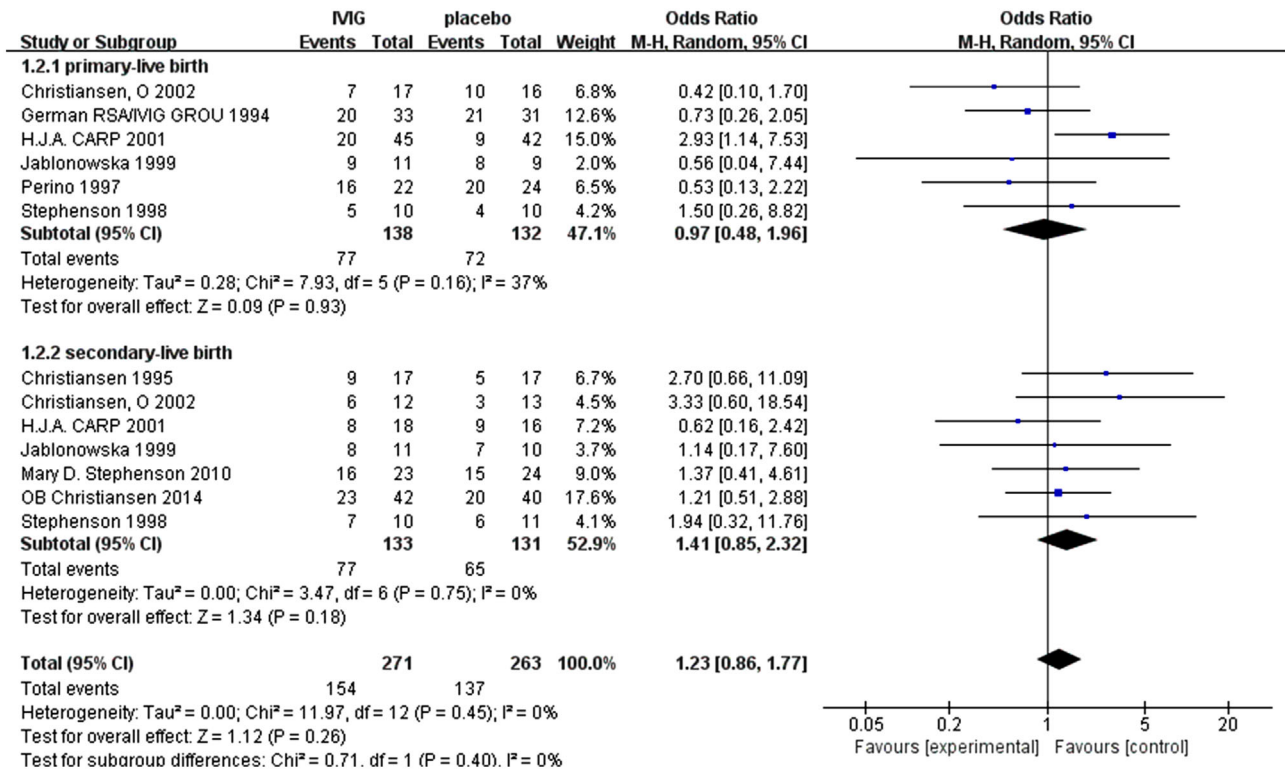 IVIG placebo Odds Ratio Odds Ratio
Study or Subgroup Events Total Events Total Weight M-H, Random, 95% CI M-H, Random, 95% CI
1.2.1 primary-live birth
Christiansen, O 2002 7 17 10 16 6.8% 0.42 [0.10, 1.70]
German RSA/IVIG GROU 1994 20 33 21 31 12.6% 0.73 [0.26, 2.05]
H.J.A. CARP 2001 20 45 9 42 15.0% 2.93 [1.14, 7.53]
Jablonowska 1999 9 11 8 9 2.0% 0.56 [0.04, 7.44]
Perino 1997 16 22 20 24 6.5% 0.53 [0.13, 2.22]
Stephenson 1998 5 10 4 10 4.2% 1.50 [0.26, 8.82]
Subtotal (95% CI) 138 132 47.1% 0.97 [0.48, 1.96]
Total events 77 72
Heterogeneity: Tau² = 0.28; Chi² = 7.93, df = 5 (P = 0.16); I² = 37%
Test for overall effect: Z = 0.09 (P = 0.93)
1.2.2 secondary-live birth
Christiansen 1995 9 17 5 17 6.7% 2.70 [0.66, 11.09]
Christiansen, O 2002 6 12 3 13 4.5% 3.33 [0.60, 18.54]
H.J.A. CARP 2001 8 18 9 16 7.2% 0.62 [0.16, 2.42]
Jablonowska 1999 8 11 7 10 3.7% 1.14 [0.17, 7.60]
Mary D. Stephenson 2010 16 23 15 24 9.0% 1.37 [0.41, 4.61]
OB Christiansen 2014 23 42 20 40 17.6% 1.21 [0.51, 2.88]
Stephenson 1998 7 10 6 11 4.1% 1.94 [0.32, 11.76]
Subtotal (95% CI) 133 131 52.9% 1.41 [0.85, 2.32]
Total events 77 65
Heterogeneity: Tau² = 0.00; Chi² = 3.47, df = 6 (P = 0.75); I² = 0%
Test for overall effect: Z = 1.34 (P = 0.18)
Total (95% CI) 271 263 100.0% 1.23 [0.86, 1.77]
Total events 154 137
Heterogeneity: Tau² = 0.00; Chi² = 11.97, df = 12 (P = 0.45); I² = 0%
Test for overall effect: Z = 1.12 (P = 0.26)
Test for subgroup differences: Chi² = 0.71, df = 1 (P = 0.40), I² = 0%
0.05 0.2 1 5 20
Favours [experimental] Favours [control]